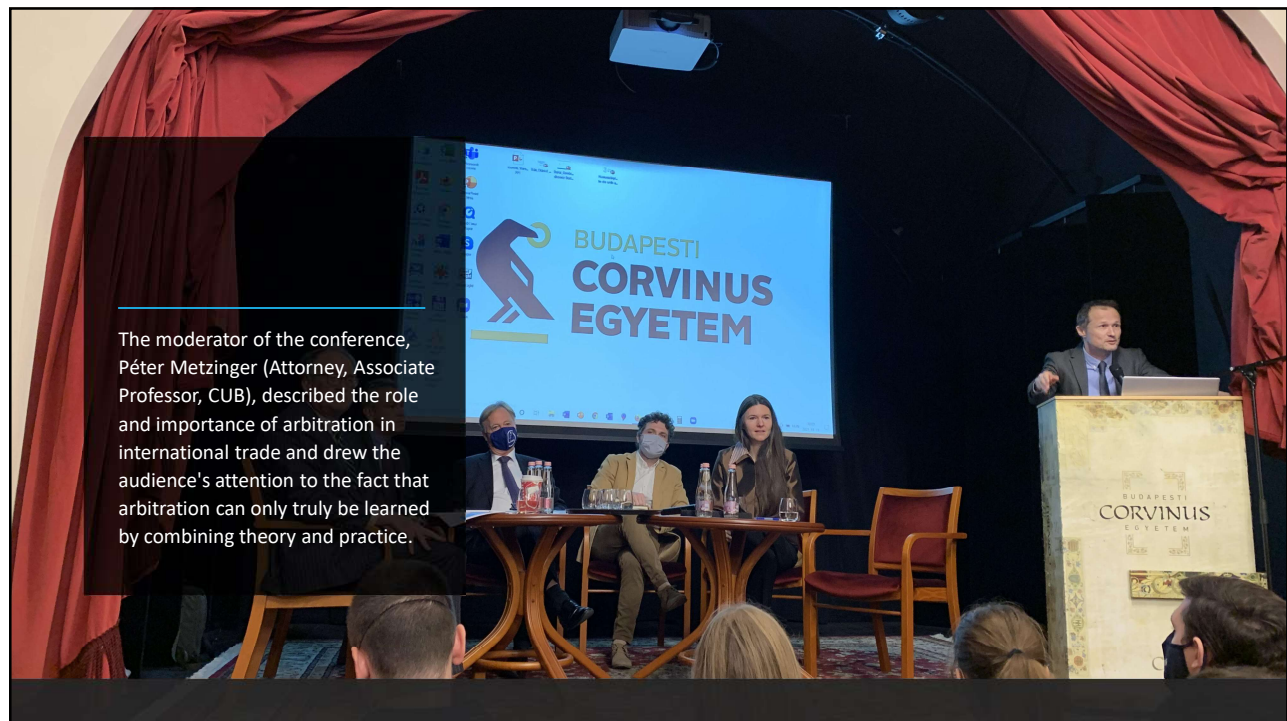 The moderator of the conference,
Péter Metzinger (Attorney, Associate
Professor, CUB), described the role
and importance of arbitration in
international trade and drew the
audience's attention to the fact that
arbitration can only truly be learned
by combining theory and practice.
BUDAPESTI
CORVINUS
EGYETEM
BUDAPESTI
CORVINUS
EGYETEM